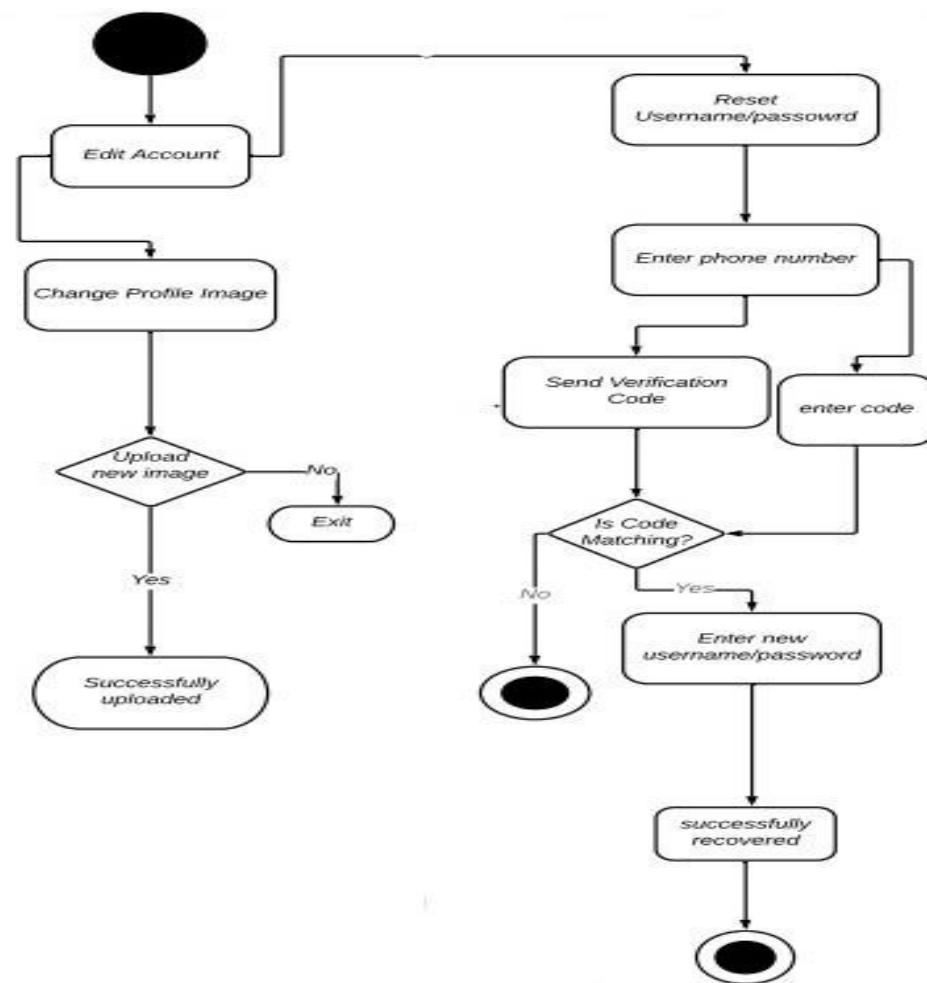 Reset
Username/passowrd
Edit Account
Enter phone number
Change Profile Image
Send Verification
Code
enter code
Upload
new image
No
Exit
Is Code
Matching?
Yes
No
Yes
Enter new
username/password
Successfully
uploaded
successfully
recovered